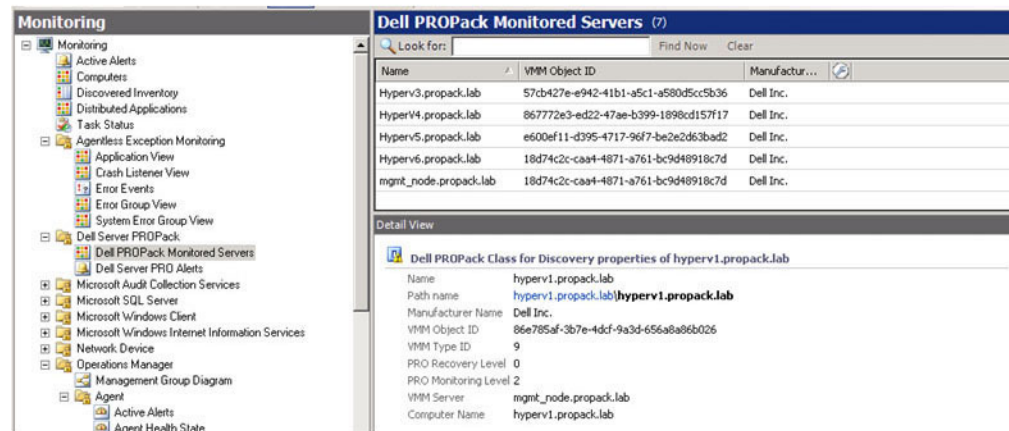 Monitoring
Monitoring
Active Alerts
Computers
Discovered Inventory
Distributed Applications
Task Status
Agentless Exception Monitoring
Application View
Crash Listener View
Error Events
Error Group View
System Error Group View
Dell Server PROPack
Dell PROPack Monitored Servers
Dell Server PRO Alerts
Microsoft Audit Collection Services
Microsoft SQL Server
Microsoft Windows Client
Microsoft Windows Internet Information Services
Network Device
Operations Manager
Management Group Diagram
Agent
Active Alerts
Agent Health State
Dell PROPack Monitored Servers (7)
Look for: Find Now Clear
Name VMM Object ID Manufactur...
Hyperv3.propack.lab 57cb427e-e942-41b1-a5c1-a580d5cc5b36 Dell Inc.
HyperV4.propack.lab 867772e3-ed22-47ae-b399-1898cd157f17 Dell Inc.
Hyperv5.propack.lab e600ef11-d395-4717-96f7-be2e2d63bad2 Dell Inc.
Hyperv6.propack.lab 18d74c2c-caa4-4871-a761-bc9d48918c7d Dell Inc.
mgmt_node.propack.lab 18d74c2c-caa4-4871-a761-bc9d48918c7d Dell Inc.
Detail View
Dell PROPack Class for Discovery properties of hyperv1.propack.lab
Name hyperv1.propack.lab
Path name hyperv1.propack.lab\hyperv1.propack.lab
Manufacturer Name Dell Inc.
VMM Object ID 86e785af-3b7e-4dcf-9a3d-656a8a86b026
VMM Type ID 9
PRO Recovery Level 0
PRO Monitoring Level 2
VMM Server mgmt_node.propack.lab
Computer Name hyperv1.propack.lab